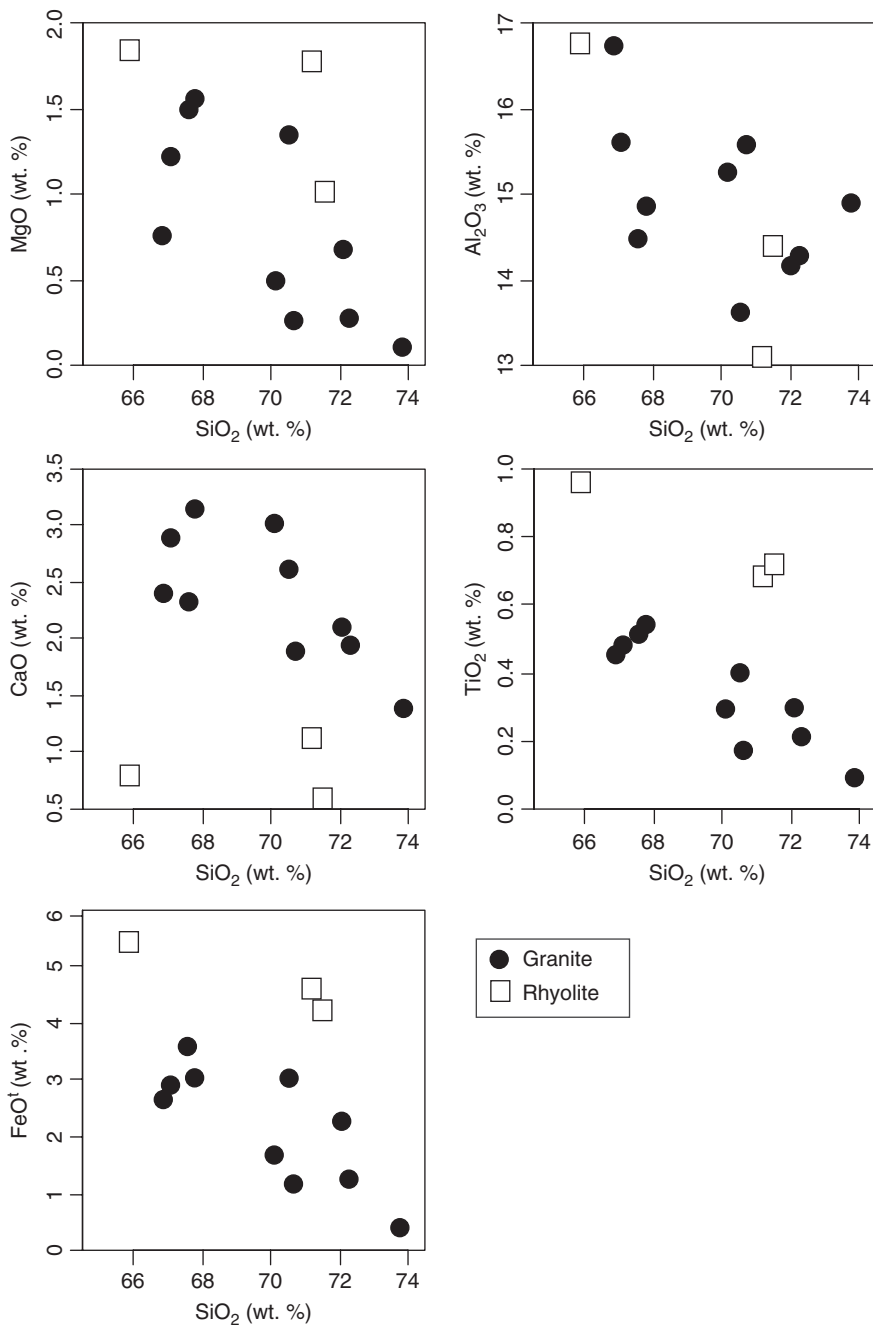 2.0
1.5
1.0
0.5
0.0
MgO (wt. %)
66 68 70 72 74
SiO₂ (wt. %)
17
16
15
14
13
Al₂O₃ (wt. %)
66 68 70 72 74
SiO₂ (wt. %)
3.5
3.0
2.5
2.0
1.5
1.0
0.5
CaO (wt. %)
66 68 70 72 74
SiO₂ (wt. %)
1.0
0.8
0.6
0.4
0.2
0.0
TiO₂ (wt. %)
66 68 70 72 74
SiO₂ (wt. %)
6
5
4
3
2
1
0
FeOᵗ (wt .%)
66 68 70 72 74
SiO₂ (wt. %)
Granite
Rhyolite